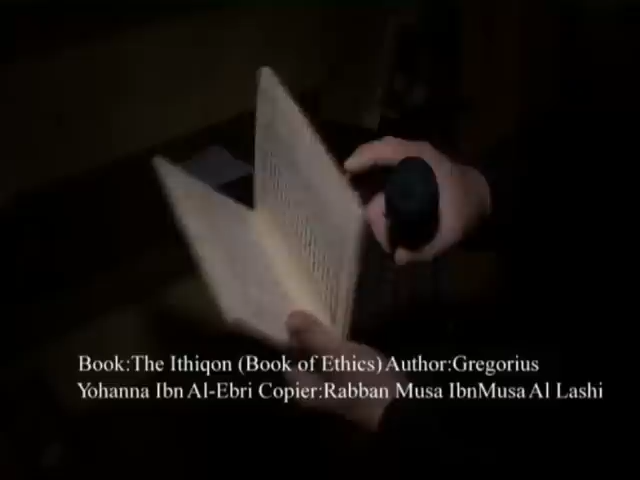 Book:The Ithiqon (Book of Ethics) Author:Gregorius
Yohanna Ibn Al-Ebri Copier:Rabban Musa IbnMusa Al Lashi